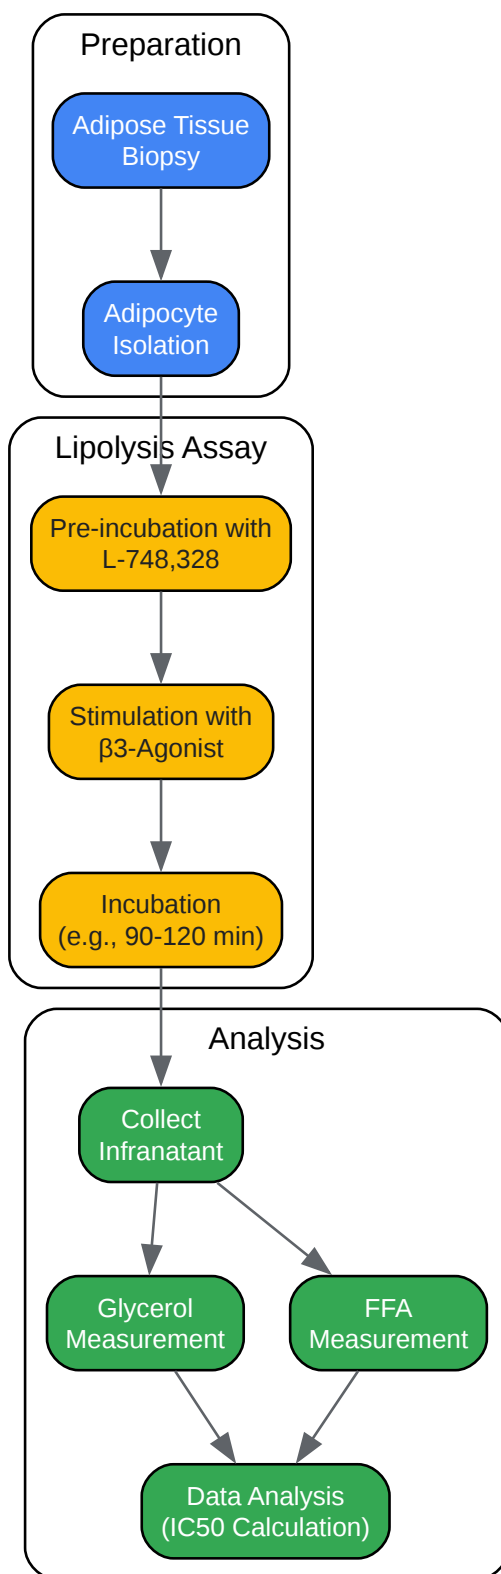 Preparation
Adipose Tissue
Biopsy
Adipocyte
Isolation
Lipolysis Assay
Pre-incubation with
L-748,328
Stimulation with
β3-Agonist
Incubation
(e.g., 90-120 min)
Analysis
Collect
Infranatant
Glycerol
Measurement
FFA
Measurement
Data Analysis
(IC50 Calculation)